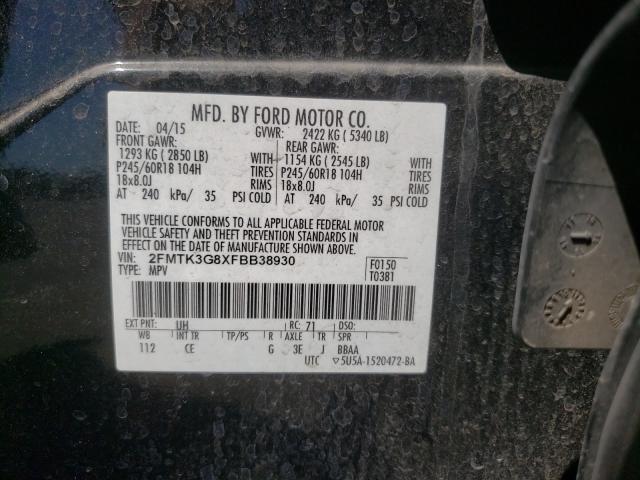 MFD. BY FORD MOTOR CO.
DATE: 04/15 GVWR: 2422 KG ( 5340 LB)
FRONT GAWR: REAR GAWR:
1293 KG ( 2850 LB) WITH 1154 KG ( 2545 LB) WITH
P245/60R18 104H TIRES P245/60R18 104H TIRES
18x8.0J RIMS 18x8.0J RIMS
AT 240 kPa/ 35 PSI COLD AT 240 kPa/ 35 PSI COLD
THIS VEHICLE CONFORMS TO ALL APPLICABLE FEDERAL MOTOR
VEHICLE SAFETY AND THEFT PREVENTION STANDARDS IN
EFFECT ON THE DATE OF MANUFACTURE SHOWN ABOVE.
VIN: 2FMTK3G8XFBB38930 F0150
TYPE: MPV T0381
EXT PNT: UH RC: 71 DSO:
WB INT TR TP/PS R AXLE TR SPR
112 CE G 3E J BBAA
UTC ▽5U5A-1520472-BA